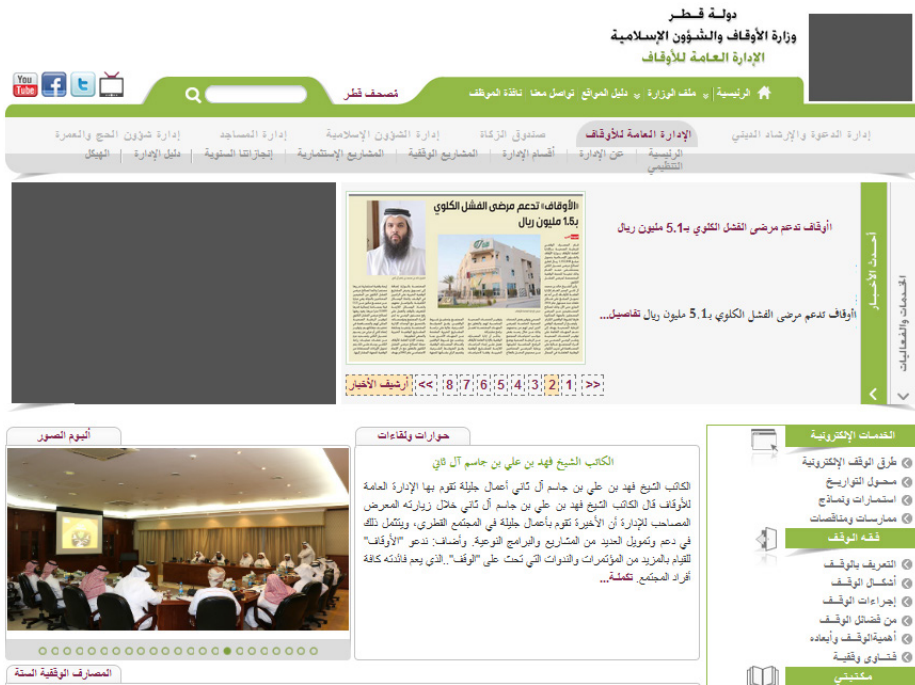 دولة قطر
وزارة الأوقاف والشؤون الإسلامية
الإدارة العامة للأوقاف
You Tube
الرئيسية | ملف الوزارة دليل المواقع تواصل معنا نافذة الموظف
مُصحف قطر
إدارة الدعوة والإرشاد الديني الإدارة العامة للأوقاف صندوق الزكاة إدارة الشؤون الإسلامية إدارة المساجد إدارة شؤون الحج والعمرة
الرئيسية | عن الإدارة | أقسام الإدارة | المشاريع الوقفية | المشاريع الإستثمارية | إنجازاتنا السنوية | دليل الإدارة | الهيكل
التنظيمي
الخدمات والفعاليات
أحدث الأخبار
«الأوقاف» تدعم مرضى الفشل الكلوي
بـ1.5 مليون ريال
اأوقاف تدعم مرضى الفشل الكلوي بـ5.1 مليون ريال
اأوقاف تدعم مرضى الفشل الكلوي بـ5.1 مليون ريال تفاصيل...
<< 1 2 3 4 5 6 7 8 >> أرشيف الأخبار
الخدمات الإلكترونية
طرق الوقف الإلكترونية
محول التواريخ
استمارات ونماذج
ممارسات ومناقصات
فقه الوقف
التعريف بالوقف
أشكال الوقف
إجراءات الوقف
من فضائل الوقف
أهمية الوقف وأبعاده
فتاوى وقفية
مكتبتي
حوارات ولقاءات
الكاتب الشيخ فهد بن علي بن جاسم آل ثاني
الكاتب الشيخ فهد بن علي بن جاسم آل ثاني أعمال جليلة تقوم بها الإدارة العامة
للأوقاف قال الكاتب الشيخ فهد بن علي بن جاسم آل ثاني خلال زيارته المعرض
المصاحب للإدارة أن الأخيرة تقوم بأعمال جليلة في المجتمع القطري، ويتمثل ذلك
في دعم وتمويل العديد من المشاريع والبرامج النوعية. وأضاف: ندعو "الأوقاف"
للقيام بالمزيد من المؤتمرات والندوات التي تحث على "الوقف"..الذي يعم فائدته كافة
أفراد المجتمع. تكملة...
ألبوم الصور
المصارف الوقفية الستة